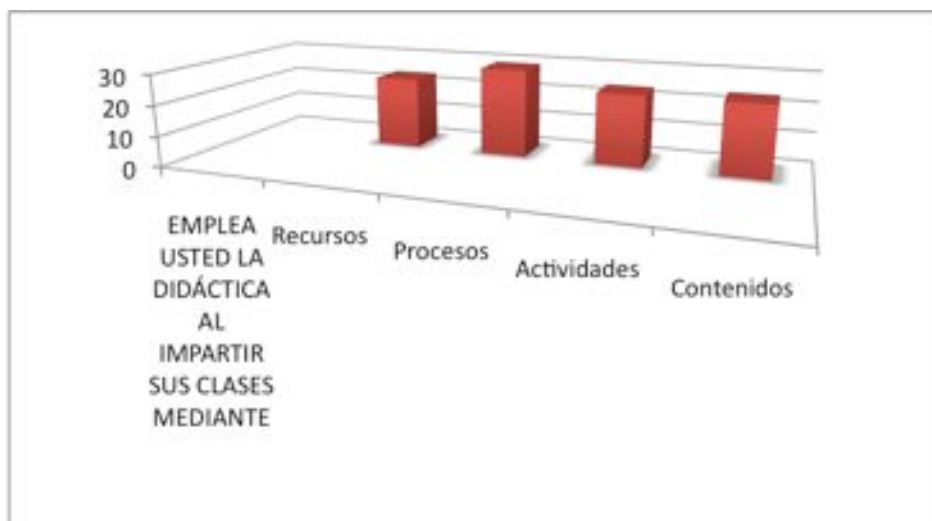 30
20
10
0
EMPLEA
USTED LA
DIDÁCTICA
AL
IMPARTIR
SUS CLASES
MEDIANTE
Recursos
Procesos
Actividades
Contenidos